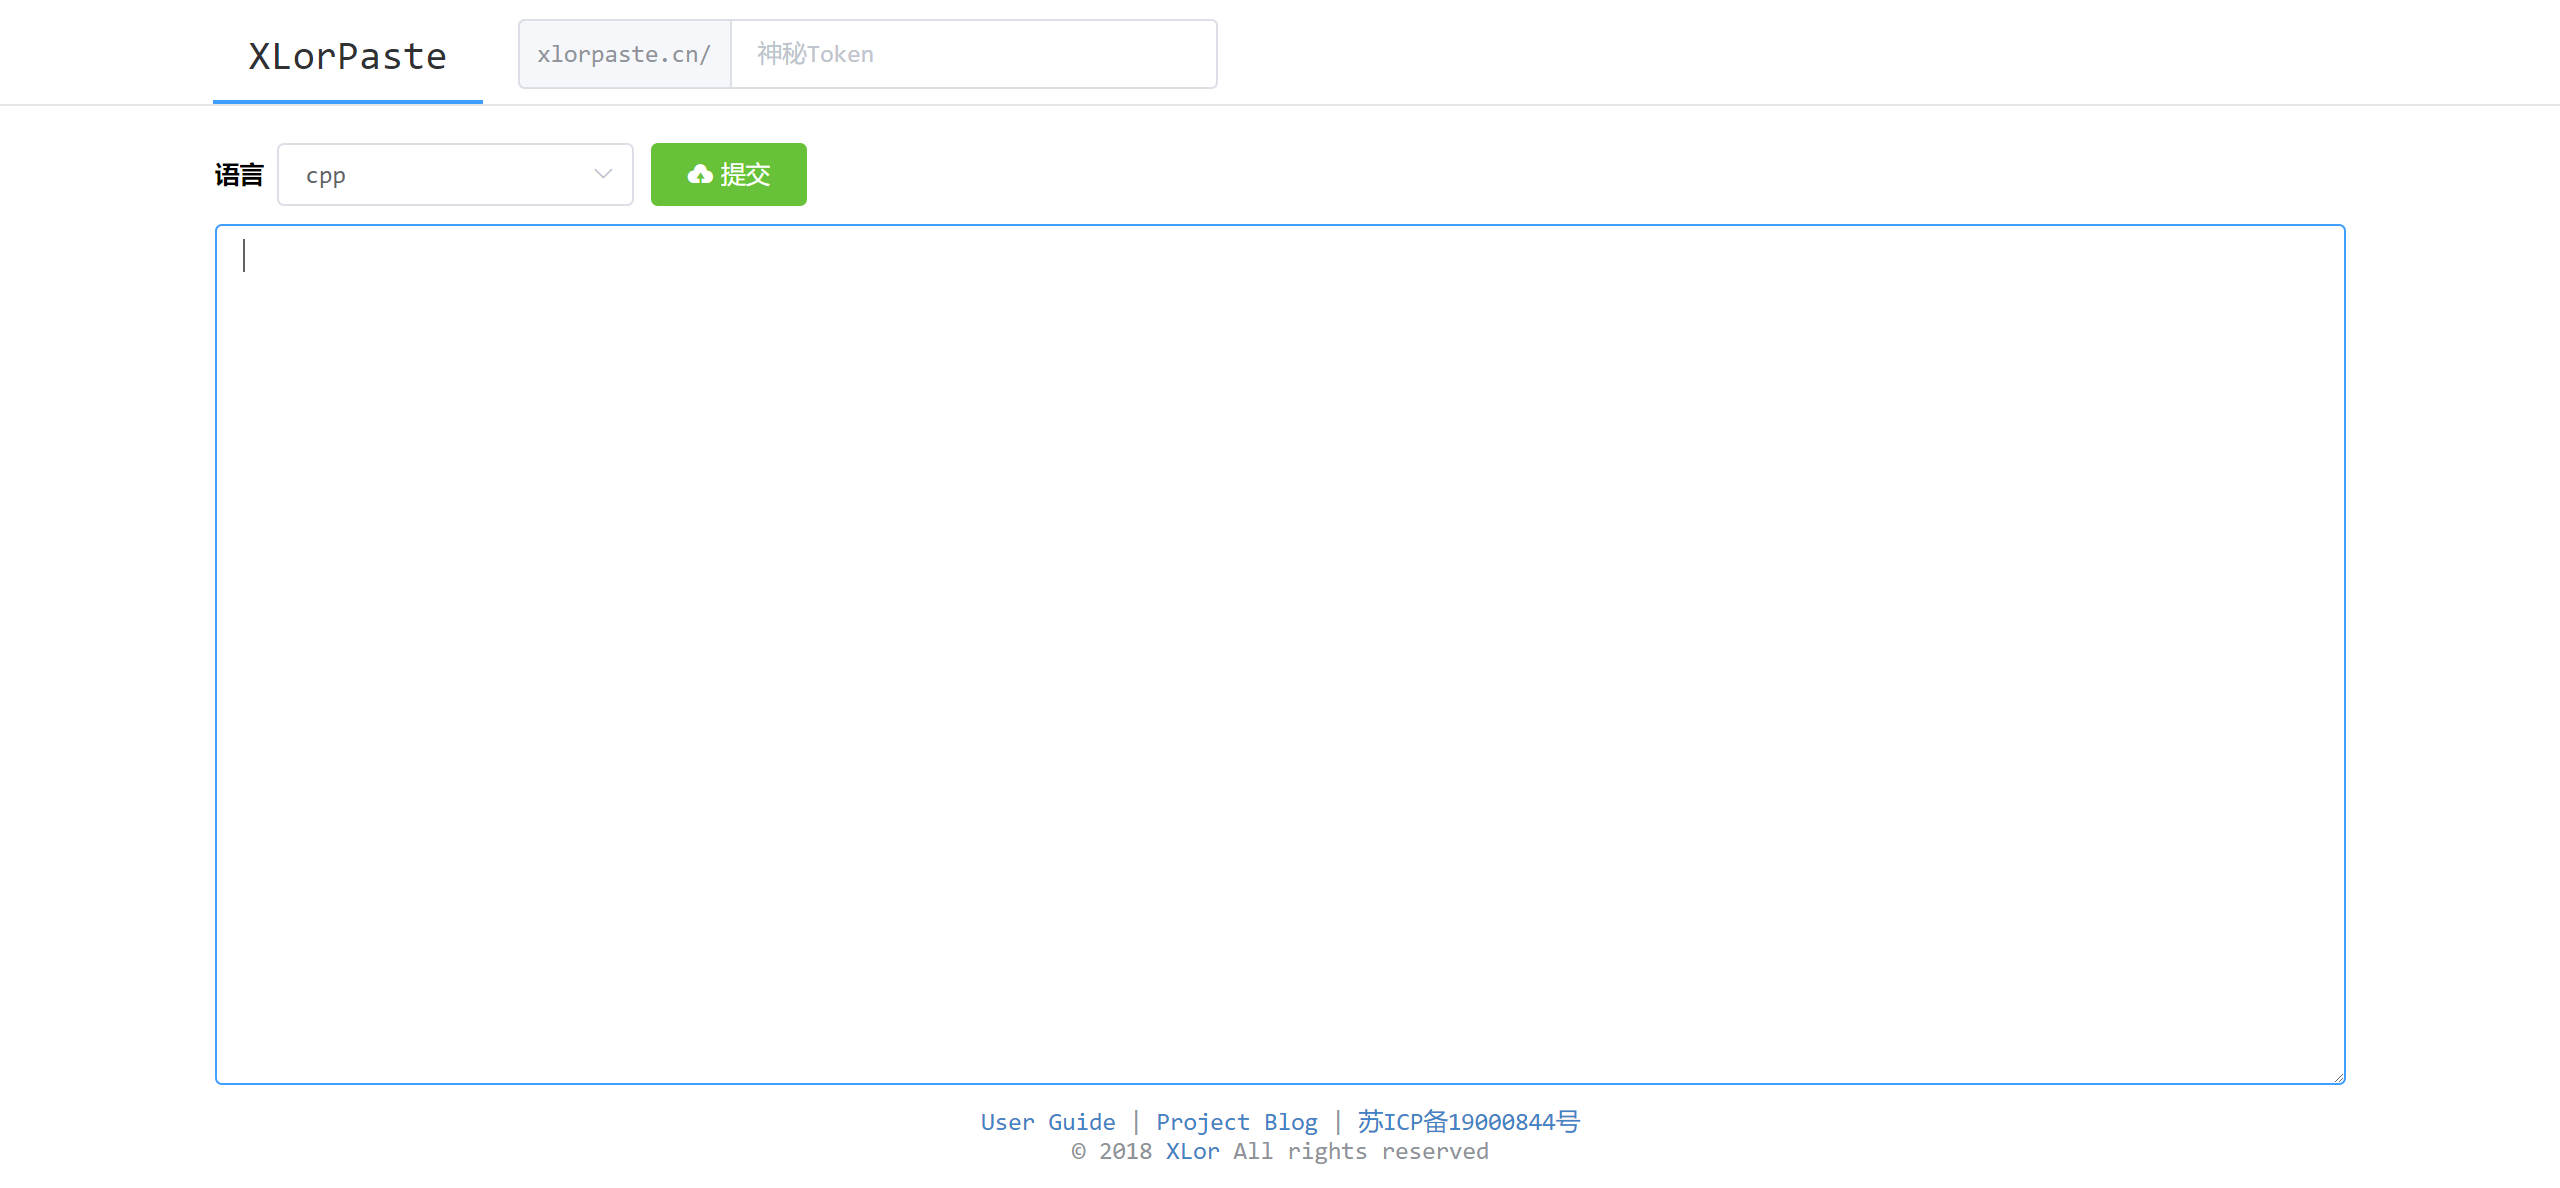 XLorPaste xlorpaste.cn/ 神秘Token
语言 cpp 提交
User Guide | Project Blog | 苏ICP备19000844号
© 2018 XLor All rights reserved